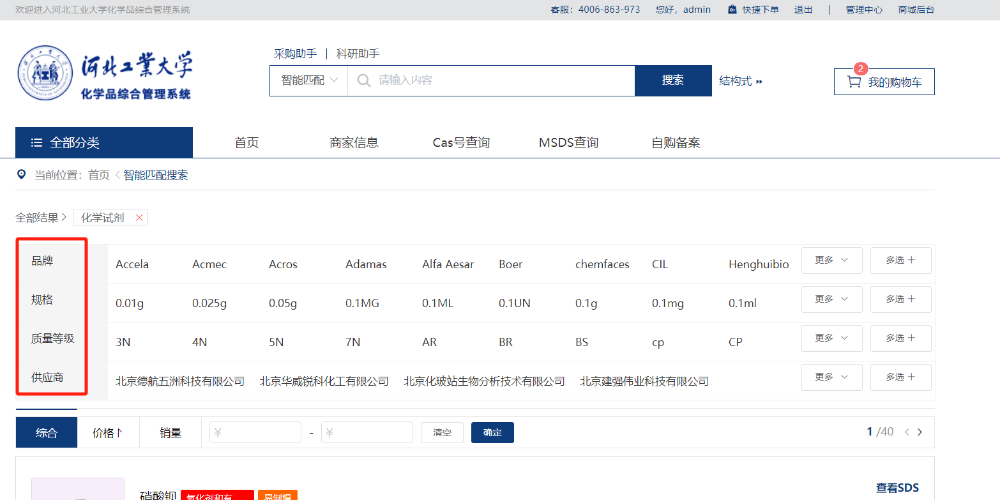 欢迎进入河北工业大学化学品综合管理系统 客服：4006-863-973 您好，admin 快捷下单 退出 | 管理中心 商城后台
河北工業大学
化学品综合管理系统
采购助手 | 科研助手
智能匹配 请输入内容 搜索 结构式
2
我的购物车
全部分类 首页 商家信息 Cas号查询 MSDS查询 自购备案
当前位置： 首页 智能匹配搜索
全部结果 化学试剂
品牌 Accela Acmec Acros Adamas Alfa Aesar Boer chemfaces CIL Henghuibio 更多 多选
规格 0.01g 0.025g 0.05g 0.1MG 0.1ML 0.1UN 0.1g 0.1mg 0.1ml 更多 多选
质量等级 3N 4N 5N 7N AR BR BS cp CP 更多 多选
供应商 北京德航五洲科技有限公司 北京华威锐科化工有限公司 北京化玻站生物分析技术有限公司 北京建强伟业科技有限公司 更多 多选
综合 价格 销量 ¥ - ¥ 清空 确定 1 /40
硝酸钡 氧化剂和有 易制爆 查看SDS